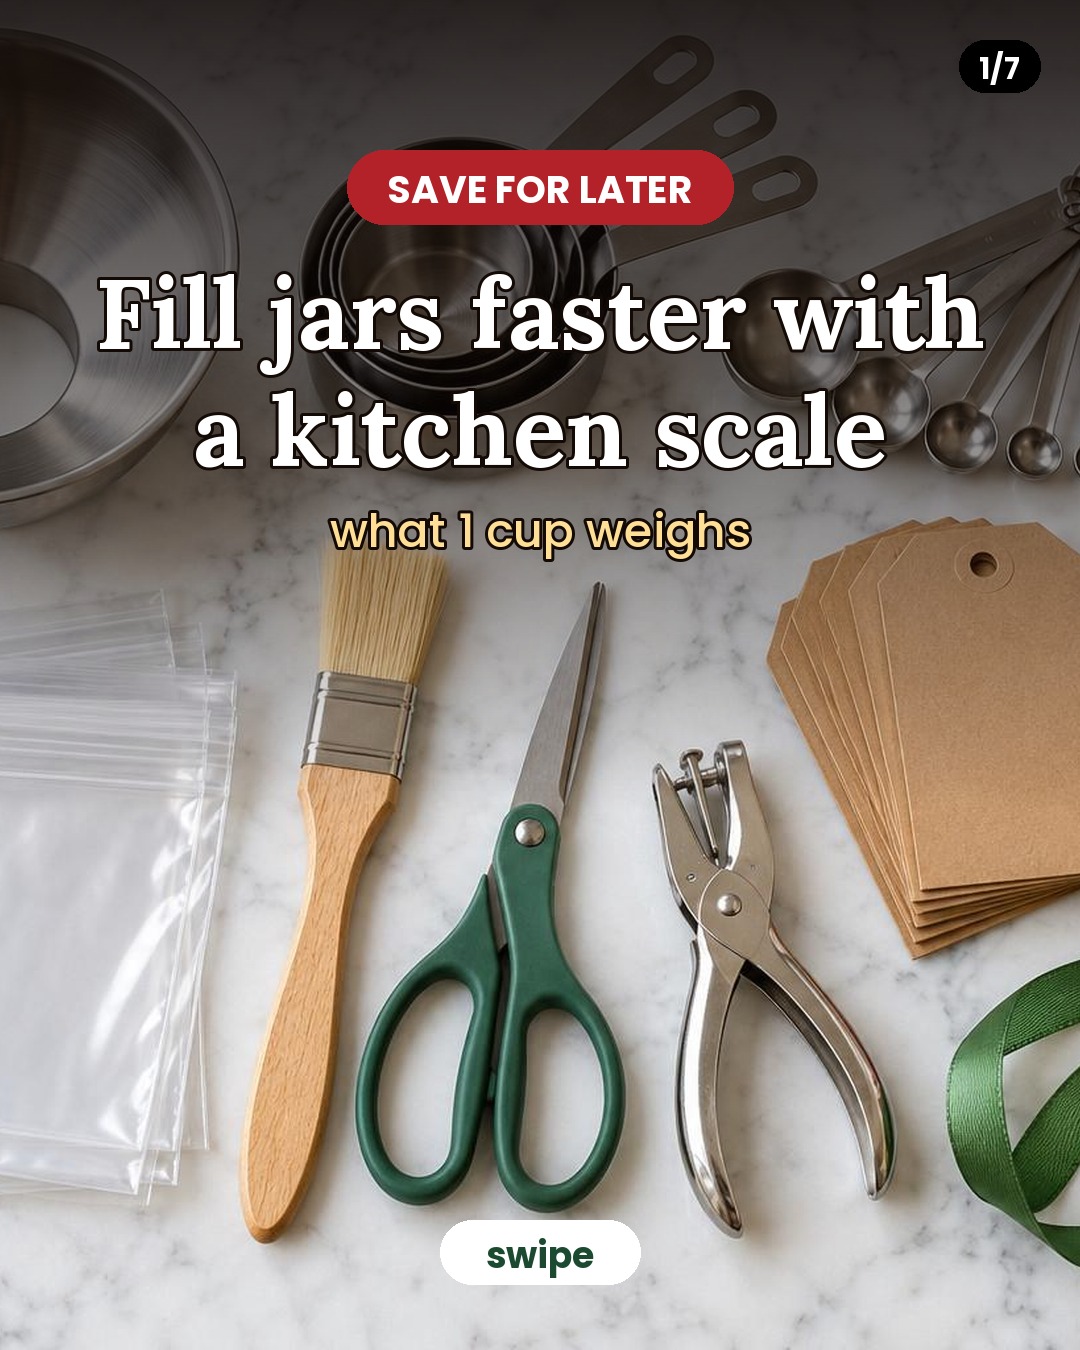 1/7
SAVE FOR LATER
Fill jars faster with
a kitchen scale
what 1 cup weighs
swipe